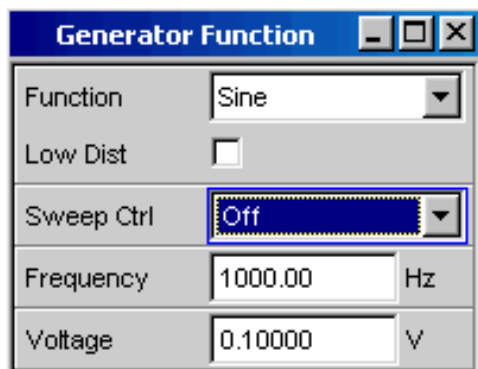 Generator Function
Function Sine
Low Dist
Sweep Ctrl Off
Frequency 1000.00 Hz
Voltage 0.10000 V